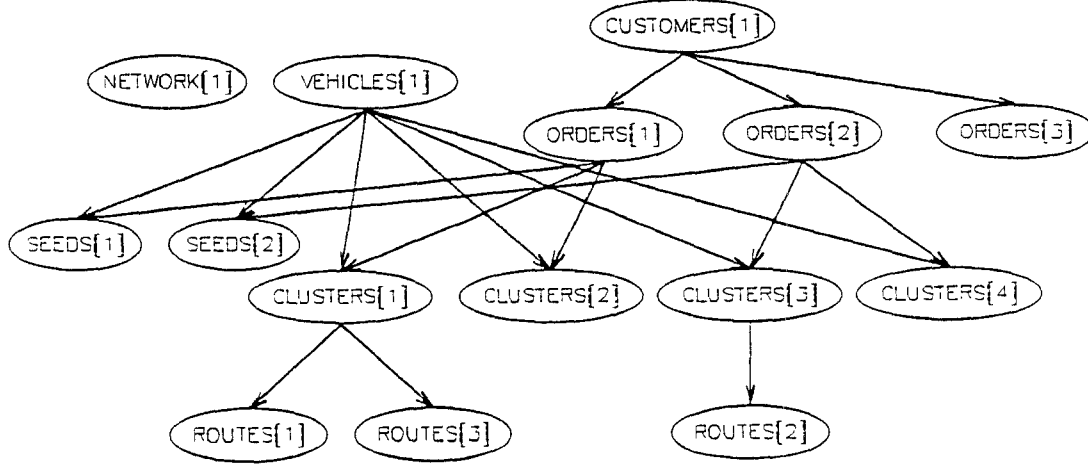 CUSTOMERS[1]
NETWORK[1] VEHICLES[1]
ORDERS[1] ORDERS[2] ORDERS[3]
SEEDS[1] SEEDS[2]
CLUSTERS[1] CLUSTERS[2] CLUSTERS[3] CLUSTERS[4]
ROUTES[1] ROUTES[3] ROUTES[2]